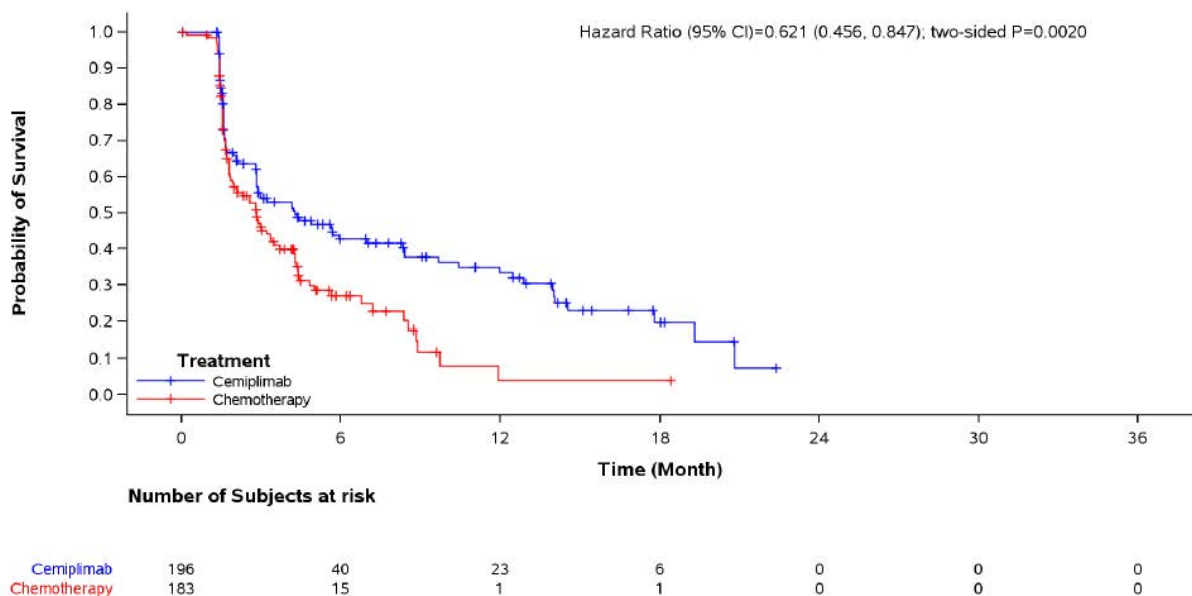 Hazard Ratio (95% CI)=0.621 (0.456, 0.847); two-sided P=0.0020
Probability of Survival
1.0
0.9
0.8
0.7
0.6
0.5
0.4
0.3
0.2
0.1
0.0
Treatment
Cemiplimab
Chemotherapy
0 6 12 18 24 30 36
Time (Month)
Number of Subjects at risk
Cemiplimab 196 40 23 6 0 0 0
Chemotherapy 183 15 1 1 0 0 0